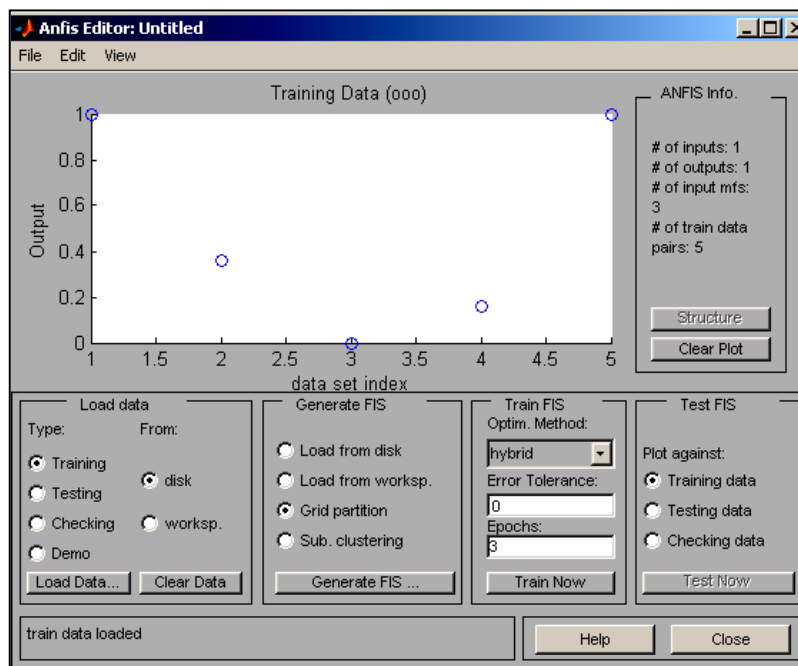 Anfis Editor: Untitled
File Edit View
Training Data (ooo)
1
0.8
0.6
0.4
0.2
0
Output
1 1.5 2 2.5 3 3.5 4 4.5 5
data set index
ANFIS Info.
# of inputs: 1
# of outputs: 1
# of input mfs:
3
# of train data
pairs: 5
Structure
Clear Plot
Load data
Type: From:
Training
disk
Testing
Checking
worksp.
Demo
Load Data... Clear Data
Generate FIS
Load from disk
Load from worksp.
Grid partition
Sub. clustering
Generate FIS ...
Train FIS
Optim. Method:
hybrid
Error Tolerance:
0
Epochs:
3
Train Now
Test FIS
Plot against:
Training data
Testing data
Checking data
Test Now
train data loaded
Help Close